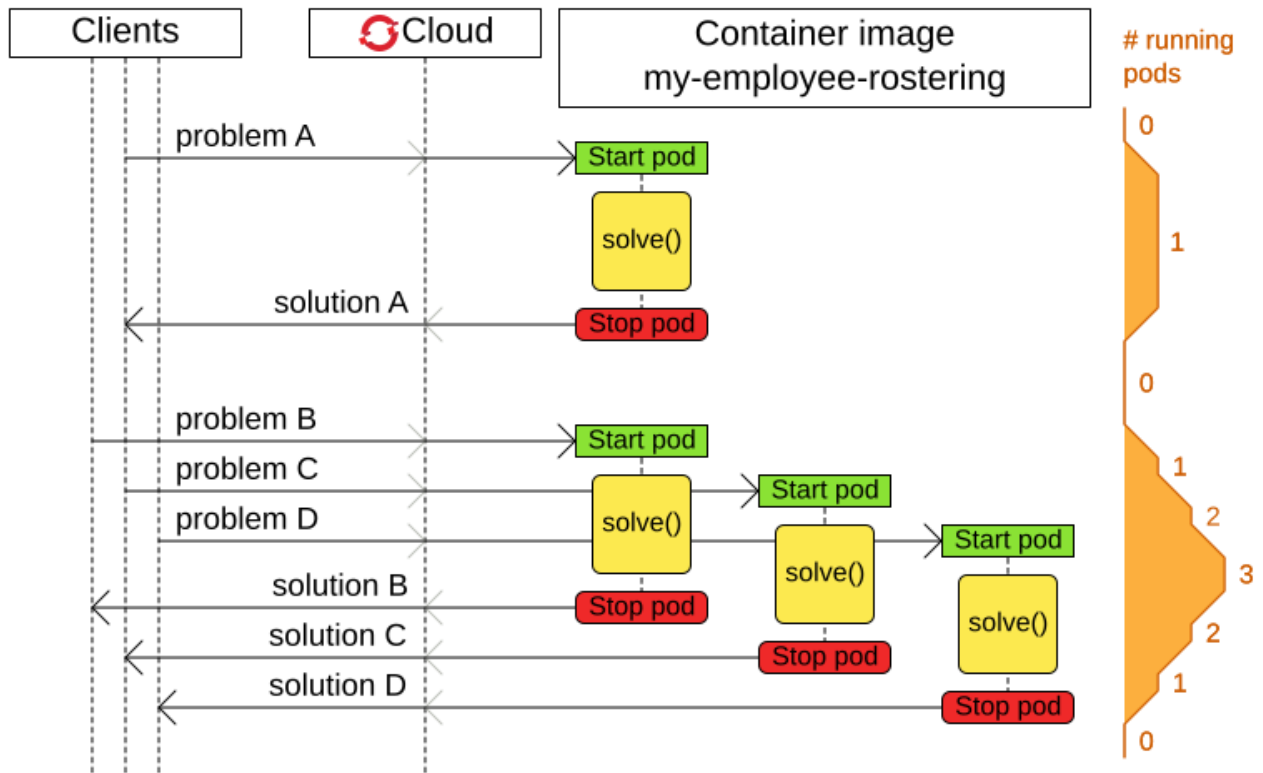 Clients
Cloud
Container image
my-employee-rostering
# running
pods
0
problem A
Start pod
solve()
1
solution A
Stop pod
0
problem B
Start pod
problem C
1
Start pod
problem D
2
solve()
Start pod
solve()
3
solution B
Stop pod
solve()
solution C
2
Stop pod
solution D
1
Stop pod
0